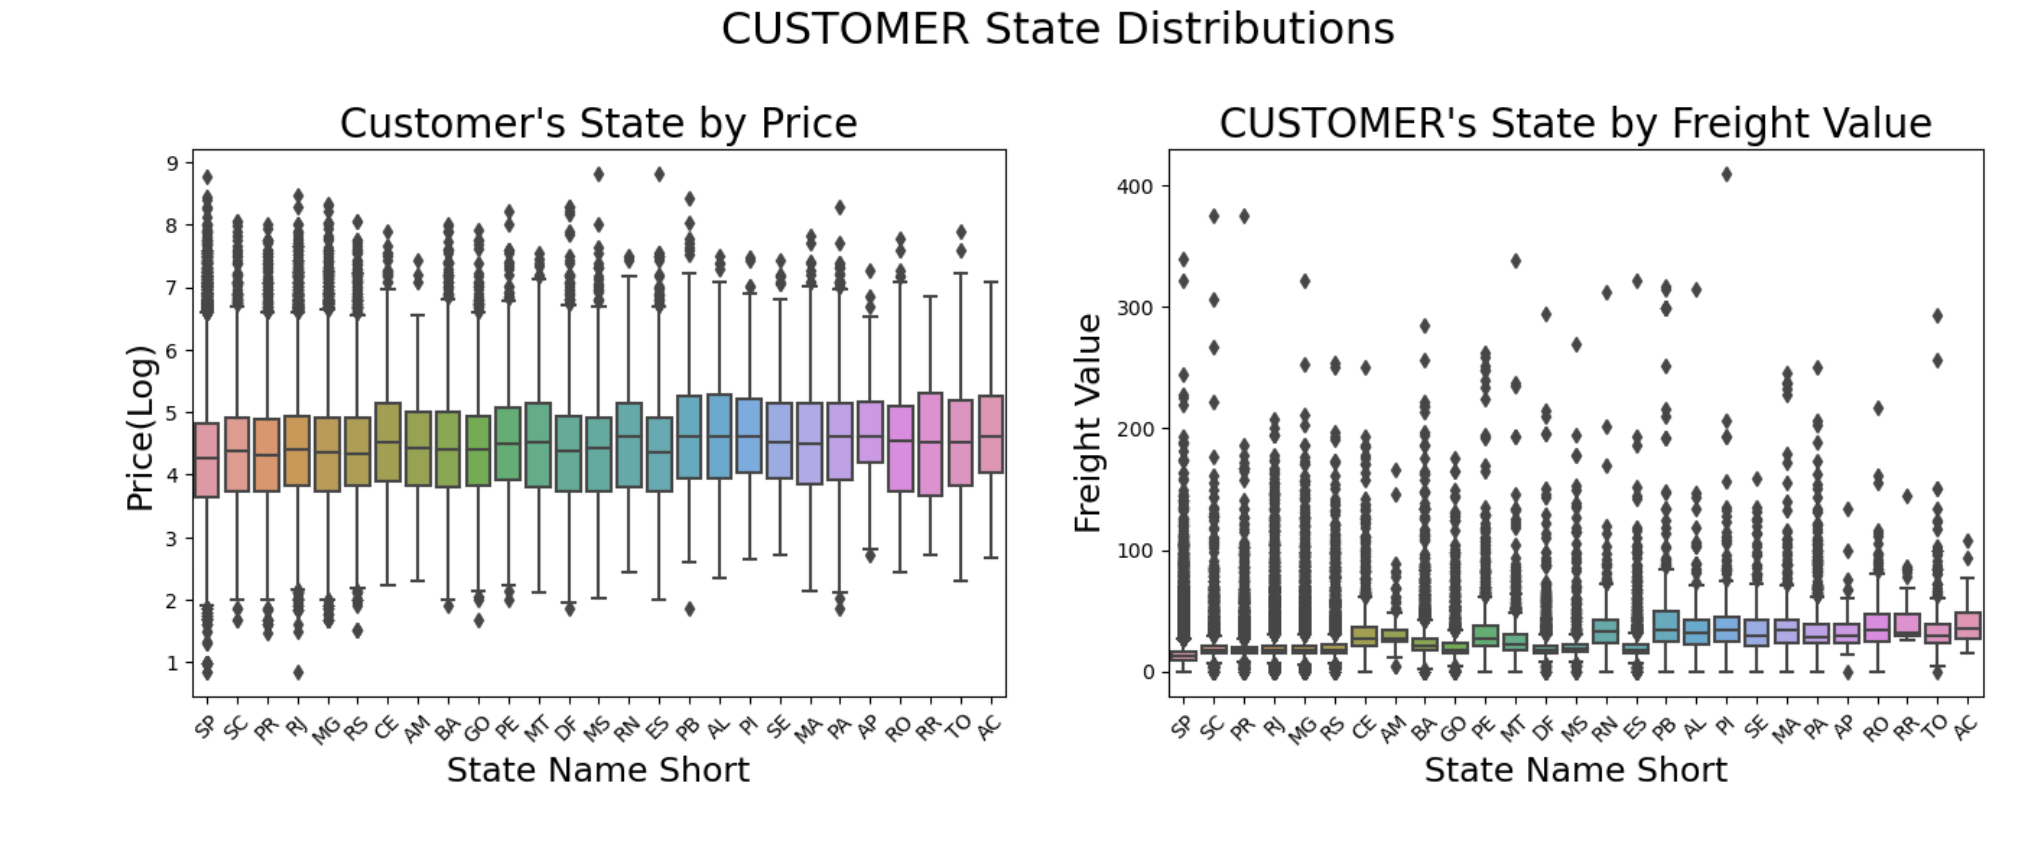 CUSTOMER State Distributions
Customer's State by Price
9
8
7
6
5
4
3
2
1
Price(Log)
SP SC PR RJ MG RS CE AM BA GO PE MT DF MS RN ES PB AL PI SE MA PA AP RO RR TO AC
State Name Short
CUSTOMER's State by Freight Value
400
300
200
100
0
Freight Value
SP SC PR RJ MG RS CE AM BA GO PE MT DF MS RN ES PB AL PI SE MA PA AP RO RR TO AC
State Name Short